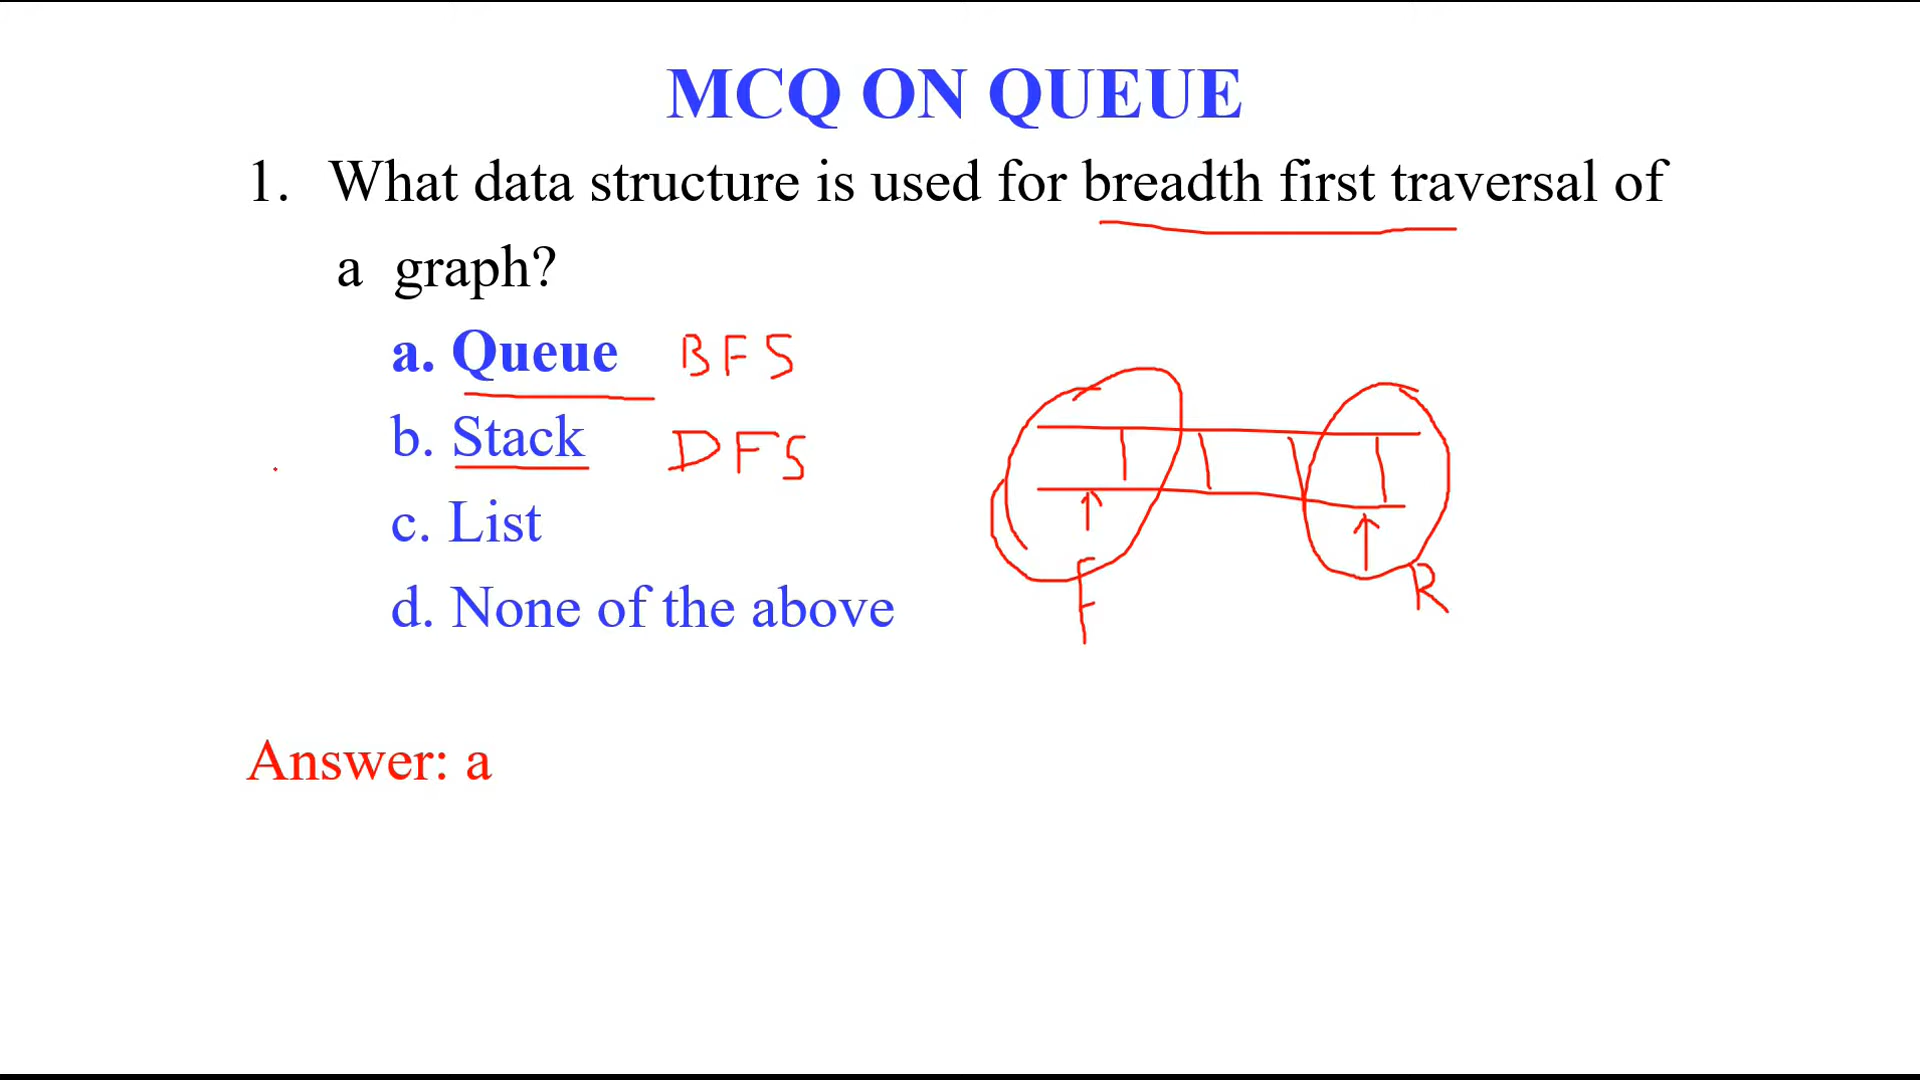 MCQ ON QUEUE
1. What data structure is used for breadth first traversal of
a graph?
a. Queue BFS
b. Stack DFS
c. List
d. None of the above
F
R
Answer: a